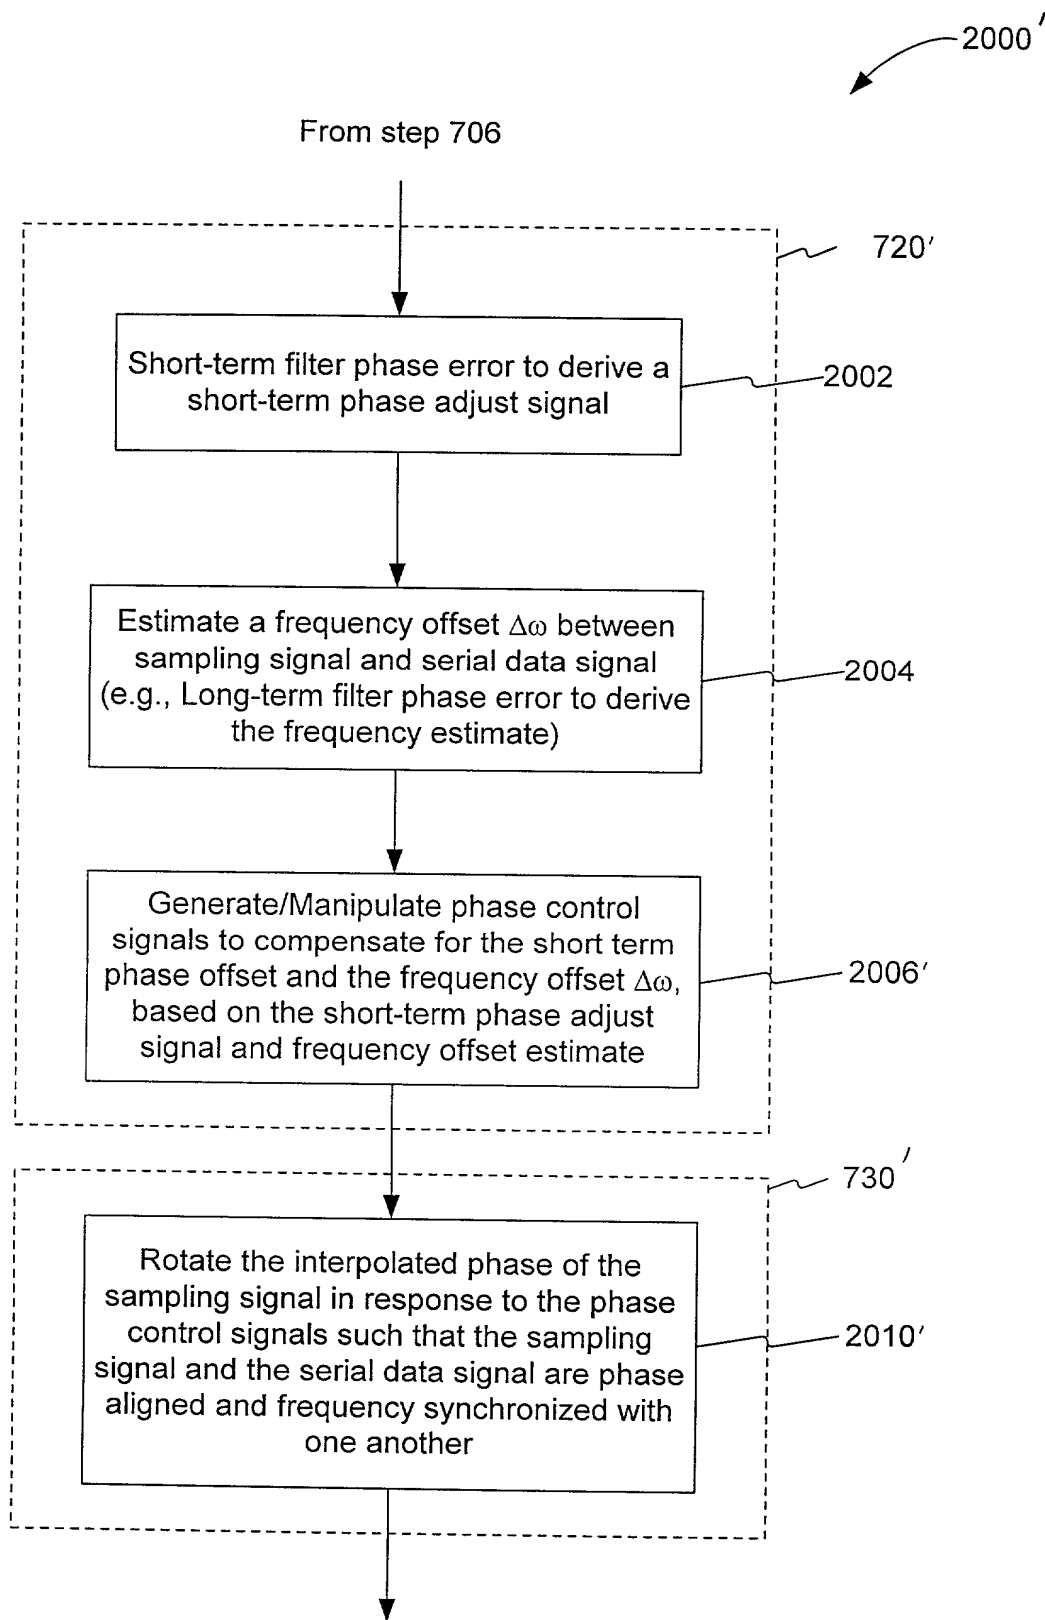 2000′
From step 706
720′
Short-term filter phase error to derive a
short-term phase adjust signal
2002
Estimate a frequency offset Δω between
sampling signal and serial data signal
(e.g., Long-term filter phase error to derive
the frequency estimate)
2004
Generate/Manipulate phase control
signals to compensate for the short term
phase offset and the frequency offset Δω,
based on the short-term phase adjust
signal and frequency offset estimate
2006′
730′
Rotate the interpolated phase of the
sampling signal in response to the phase
control signals such that the sampling
signal and the serial data signal are phase
aligned and frequency synchronized with
one another
2010′